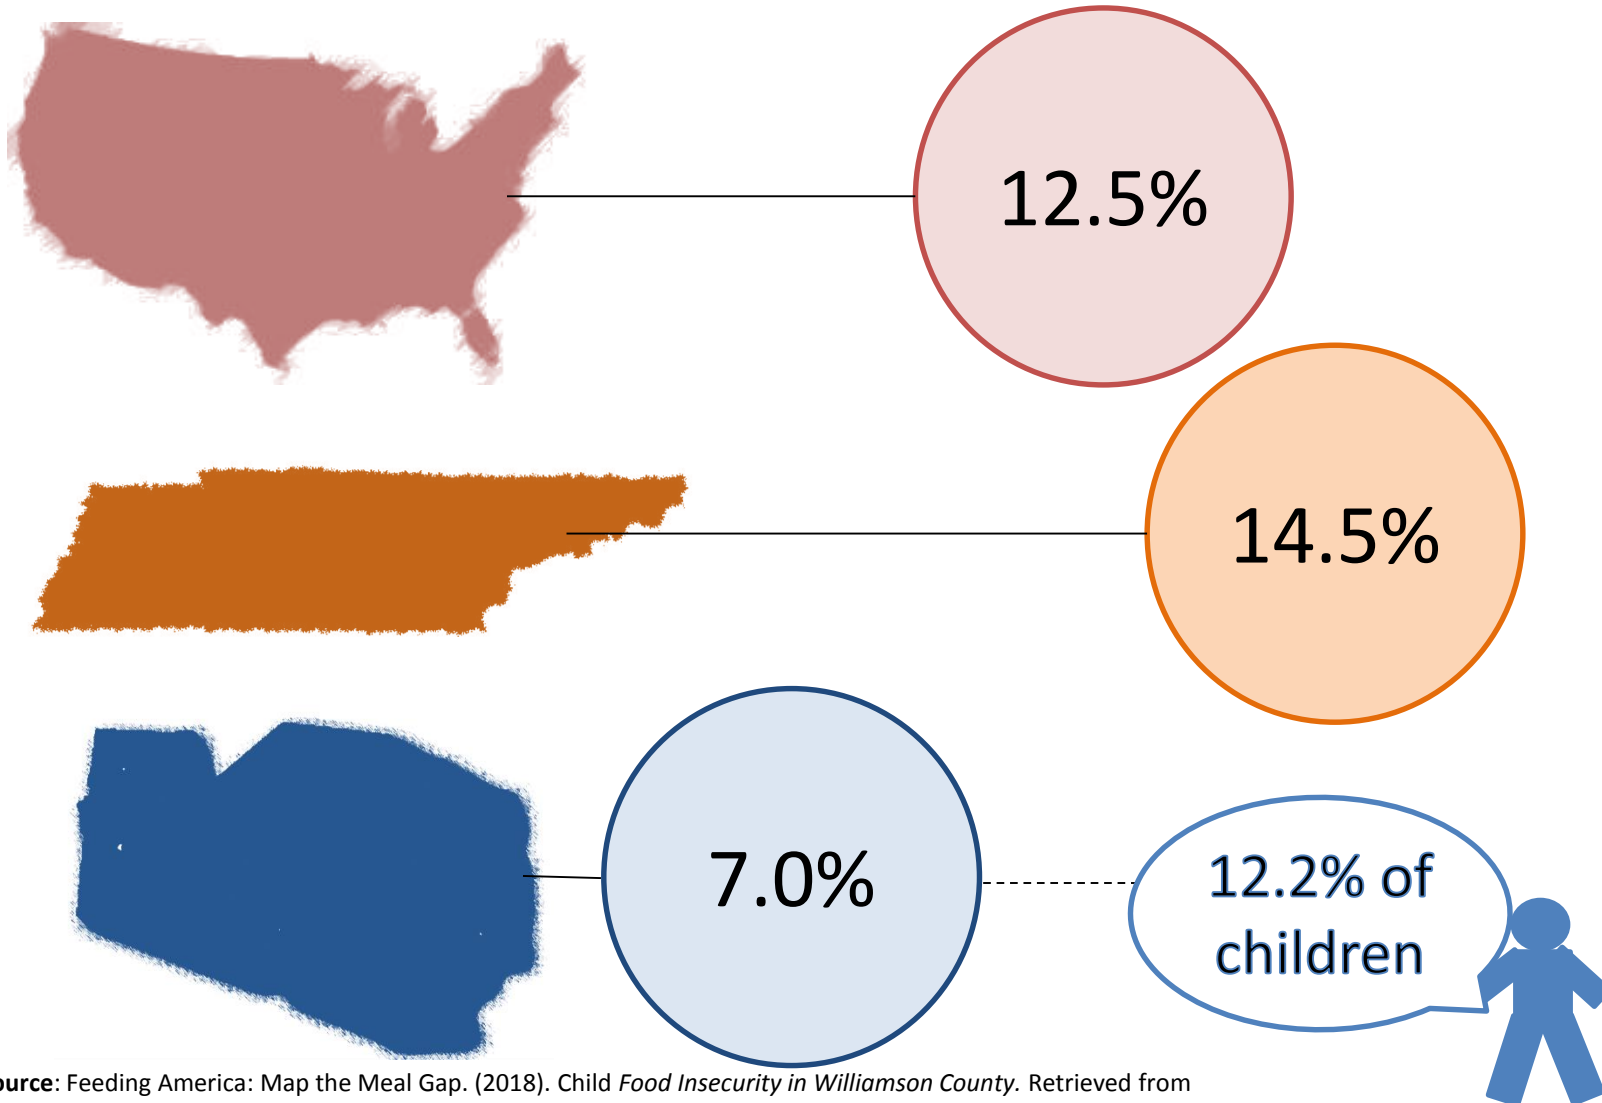 12.5%
14.5%
7.0%
12.2% of
children
ource: Feeding America: Map the Meal Gap. (2018). Child Food Insecurity in Williamson County. Retrieved from